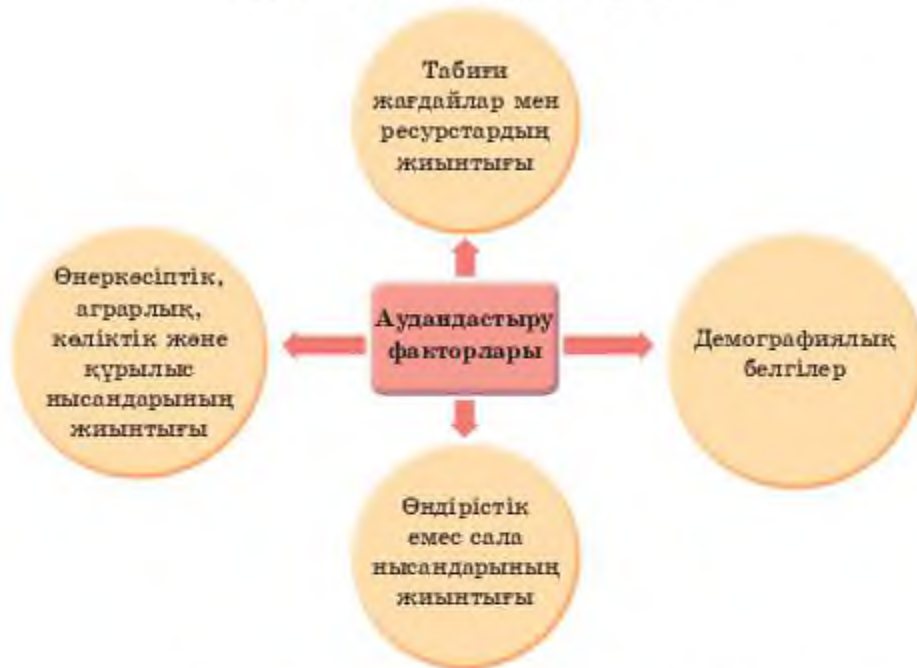 Табиғи
жағдайлар мен
ресурстардың
жиынтығы
Өнеркәсіптік,
аграрлық,
көліктік және
құрылыс
нысандарының
жиынтығы
Аудандастыру
факторлары
Демографиялық
белгілер
Өндірістік
емес сала
нысандарының
жиынтығы